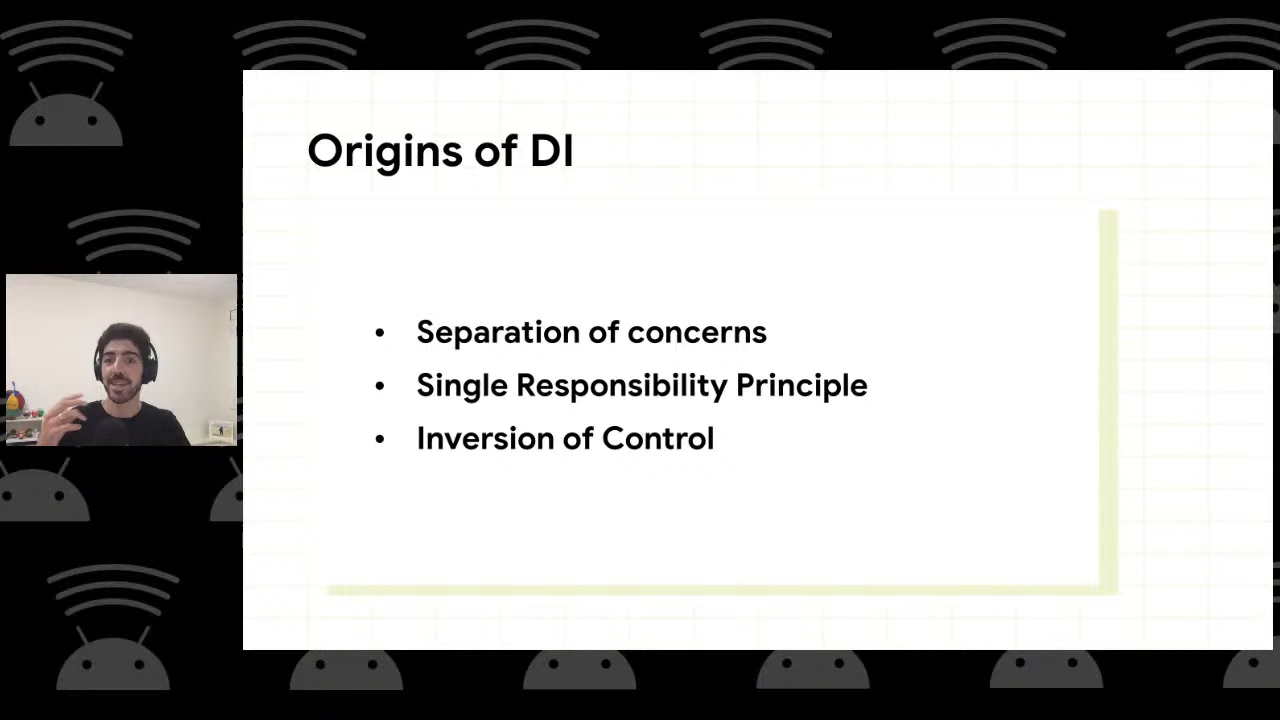 Origins of DI
• Separation of concerns
• Single Responsibility Principle
• Inversion of Control